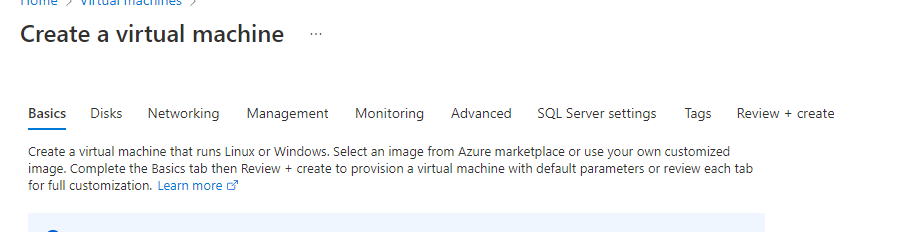 Home > Virtual machines >
Create a virtual machine ...
Basics Disks Networking Management Monitoring Advanced SQL Server settings Tags Review + create
Create a virtual machine that runs Linux or Windows. Select an image from Azure marketplace or use your own customized
image. Complete the Basics tab then Review + create to provision a virtual machine with default parameters or review each tab
for full customization. Learn more